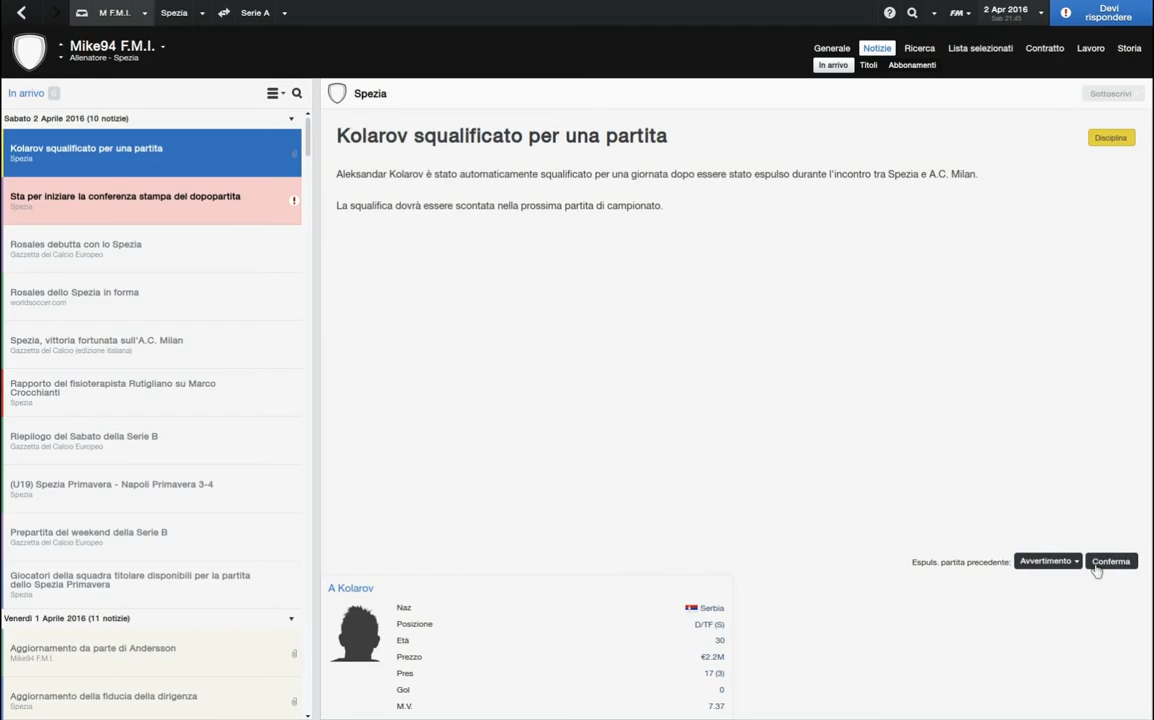 M F.M.I.
Spezia
Serie A
FM
2 Apr 2016
Sab 21:45
Devi
rispondere
Mike94 F.M.I.
Allenatore - Spezia
Generale
Notizie
Ricerca
Lista selezionati
Contratto
Lavoro
Storia
In arrivo
Titoli
Abbonamenti
In arrivo 0
Sabato 2 Aprile 2016 (10 notizie)
Kolarov squalificato per una partita
Spezia
Sta per iniziare la conferenza stampa del dopopartita
Spezia
Rosales debutta con lo Spezia
Gazzetta del Calcio Europeo
Rosales dello Spezia in forma
worldsoccer.com
Spezia, vittoria fortunata sull'A.C. Milan
Gazzetta del Calcio (edizione italiana)
Rapporto del fisioterapista Rutigliano su Marco
Crocchianti
Spezia
Riepilogo del Sabato della Serie B
Gazzetta del Calcio Europeo
(U19) Spezia Primavera - Napoli Primavera 3-4
Spezia
Prepartita del weekend della Serie B
Gazzetta del Calcio Europeo
Giocatori della squadra titolare disponibili per la partita
dello Spezia Primavera
Spezia
Venerdì 1 Aprile 2016 (11 notizie)
Aggiornamento da parte di Andersson
Mike94 F.M.I.
Aggiornamento della fiducia della dirigenza
Spezia
Spezia
Sottoscrivi
Kolarov squalificato per una partita
Disciplina
Aleksandar Kolarov è stato automaticamente squalificato per una giornata dopo essere stato espulso durante l'incontro tra Spezia e A.C. Milan.
La squalifica dovrà essere scontata nella prossima partita di campionato.
Espuls. partita precedente: Avvertimento Conferma
A Kolarov
Naz Serbia
Posizione D/TF (S)
Età 30
Prezzo €2.2M
Pres 17 (3)
Gol 0
M.V. 7.37